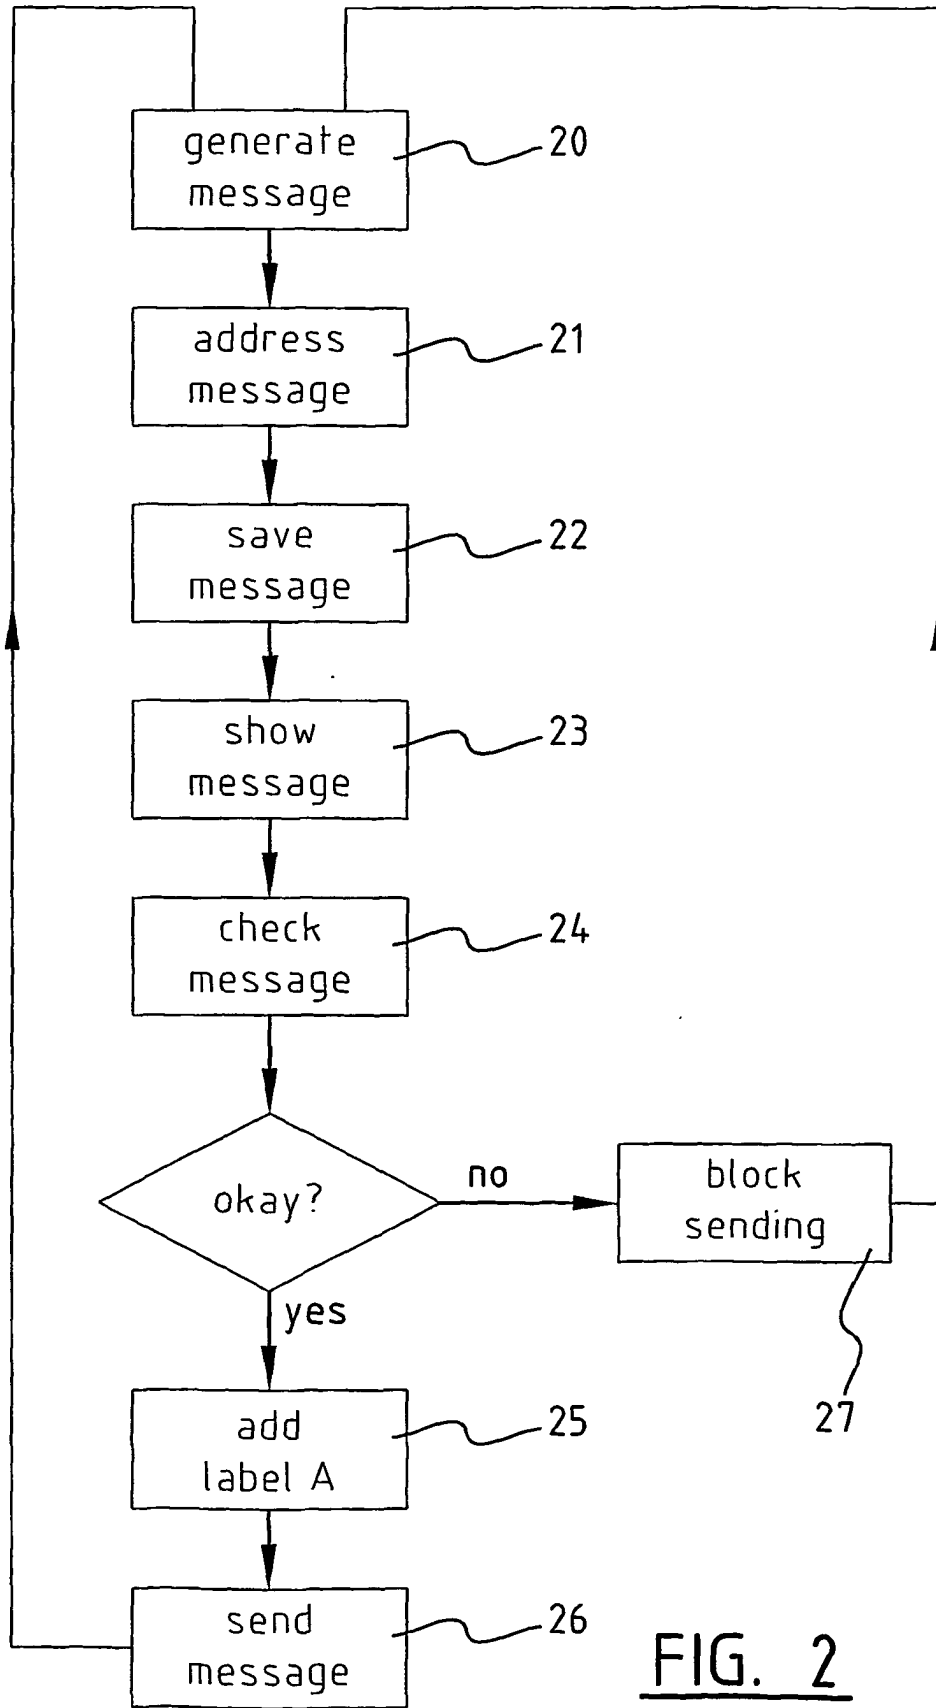 generate
message
20
address
message
21
save
message
22
show
message
23
check
message
24
okay?
no
block
sending
27
yes
add
label A
25
send
message
26
FIG. 2